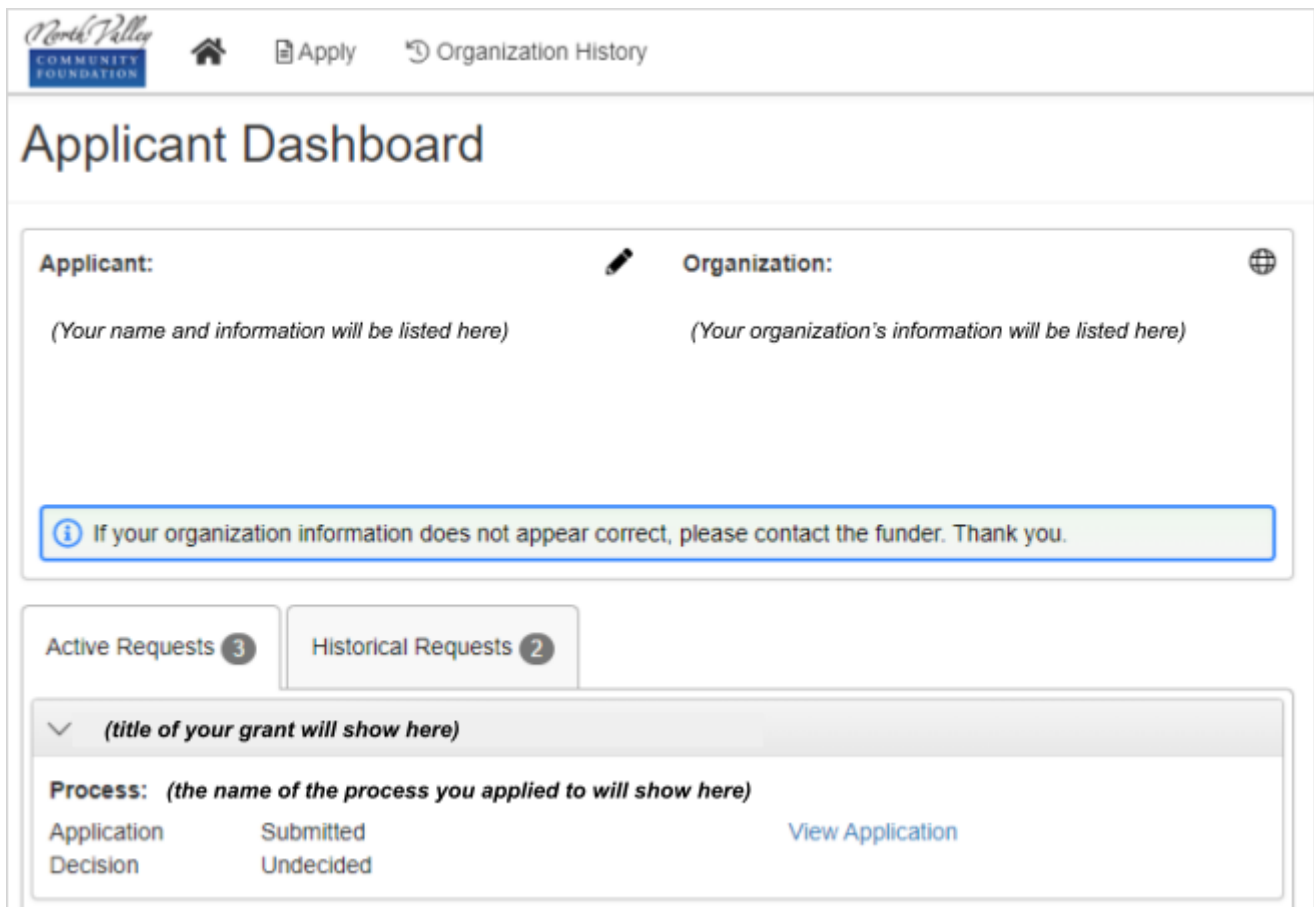 North Valley
COMMUNITY
FOUNDATION
Apply
Organization History
Applicant Dashboard
Applicant:
Organization:
(Your name and information will be listed here)
(Your organization’s information will be listed here)
If your organization information does not appear correct, please contact the funder. Thank you.
Active Requests 3
Historical Requests 2
(title of your grant will show here)
Process: (the name of the process you applied to will show here)
Application Submitted View Application
Decision Undecided